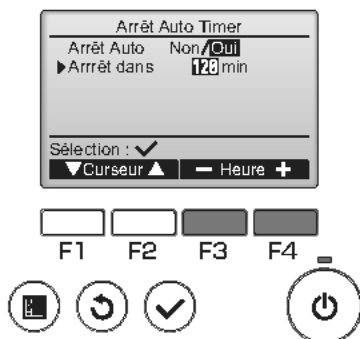 Arrêt Auto Timer
Arrêt Auto Non/Oui
▶Arrrêt dans 120 min
Sélection : ✓
▼Curseur▲ − Heure +
F1 F2 F3 F4